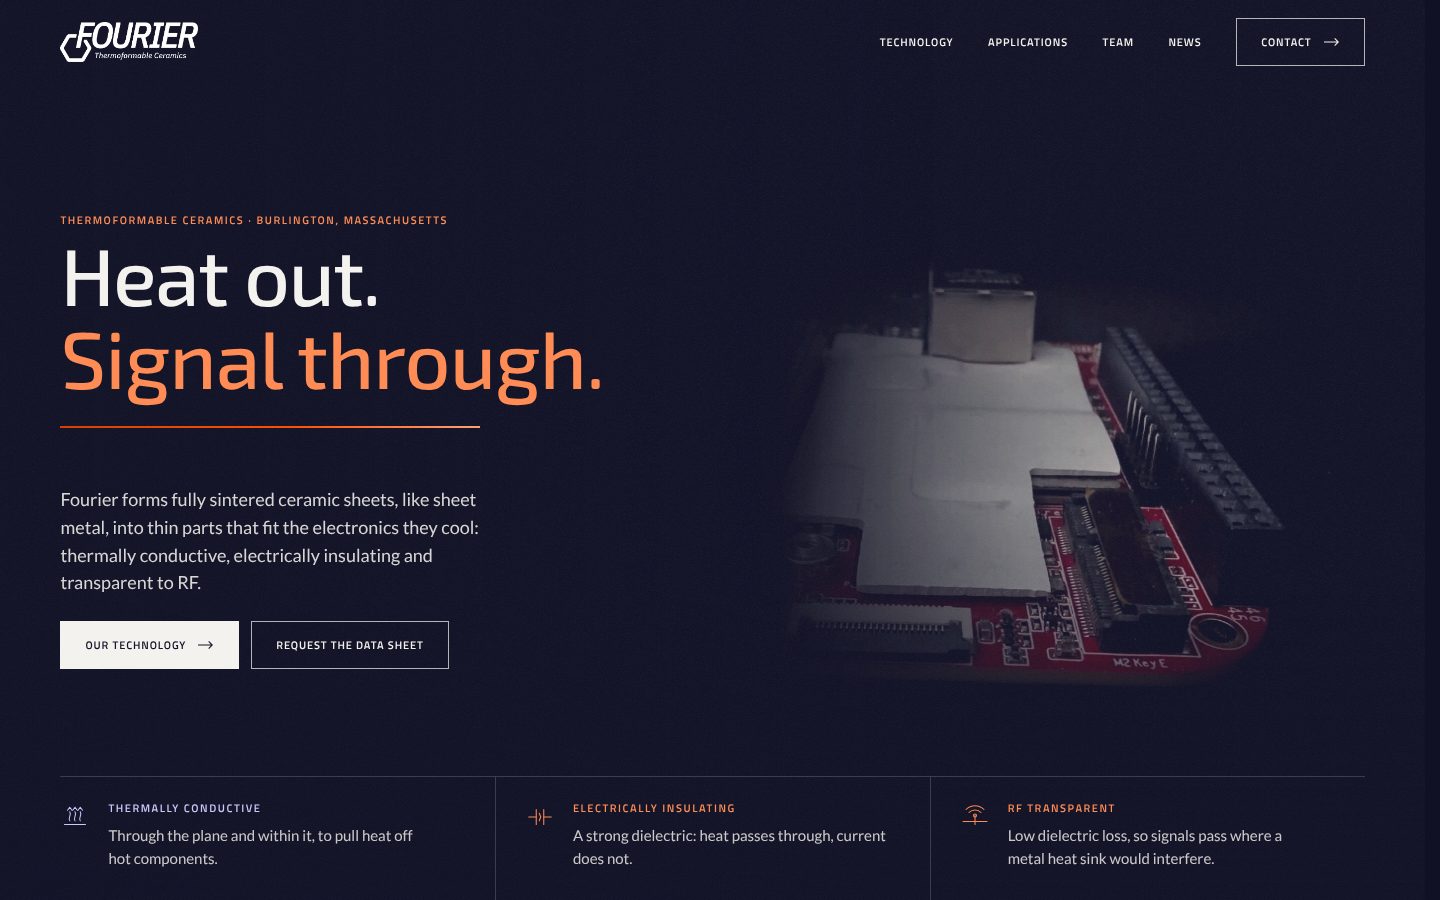 FOURIER
Thermoformable Ceramics
TECHNOLOGY
APPLICATIONS
TEAM
NEWS
CONTACT
THERMOFORMABLE CERAMICS · BURLINGTON, MASSACHUSETTS
Heat out.
Signal through.
Fourier forms fully sintered ceramic sheets, like sheet
metal, into thin parts that fit the electronics they cool:
thermally conductive, electrically insulating and
transparent to RF.
OUR TECHNOLOGY
REQUEST THE DATA SHEET
45 46
M2 Key E
THERMALLY CONDUCTIVE
Through the plane and within it, to pull heat off
hot components.
ELECTRICALLY INSULATING
A strong dielectric: heat passes through, current
does not.
RF TRANSPARENT
Low dielectric loss, so signals pass where a
metal heat sink would interfere.